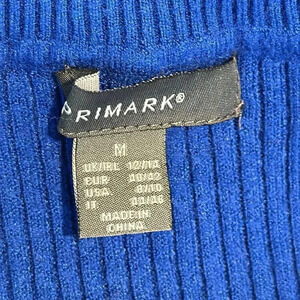 PRIMARK®
M
UK/IRL 12/14
EUR 40/42
USA 8/10
IT 44/46
MADE IN
CHINA